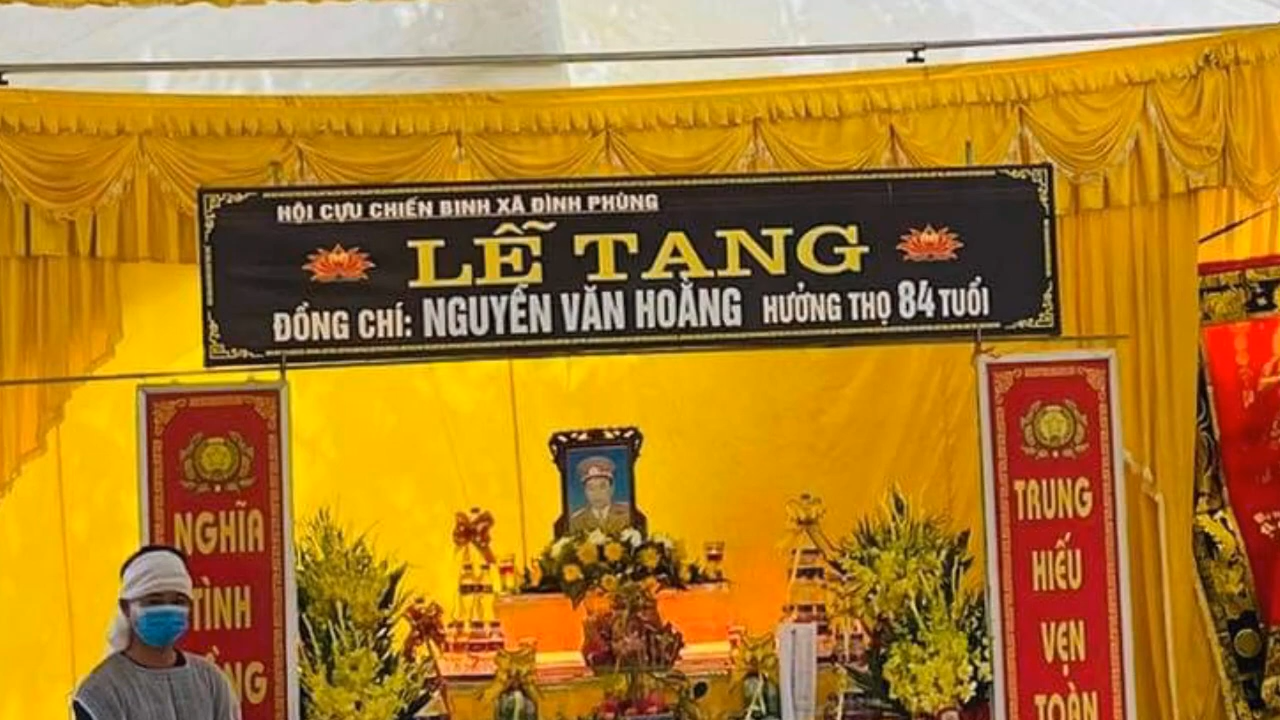 HỘI CỰU CHIẾN BINH XÃ ĐÌNH PHÙNG
LỄ TANG
ĐỒNG CHÍ: NGUYỄN VĂN HOẰNG HƯỞNG THỌ 84 TUỔI
NGHĨA
TÌNH
TRUNG
HIẾU
VẸN
TOÀN